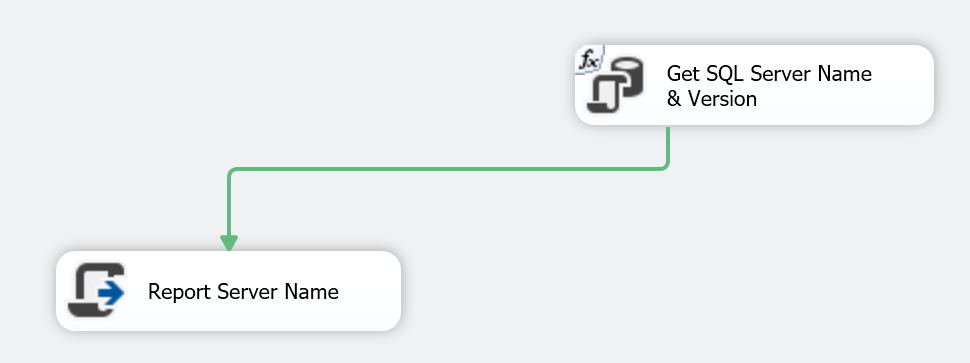 fx
Get SQL Server Name
& Version
Report Server Name